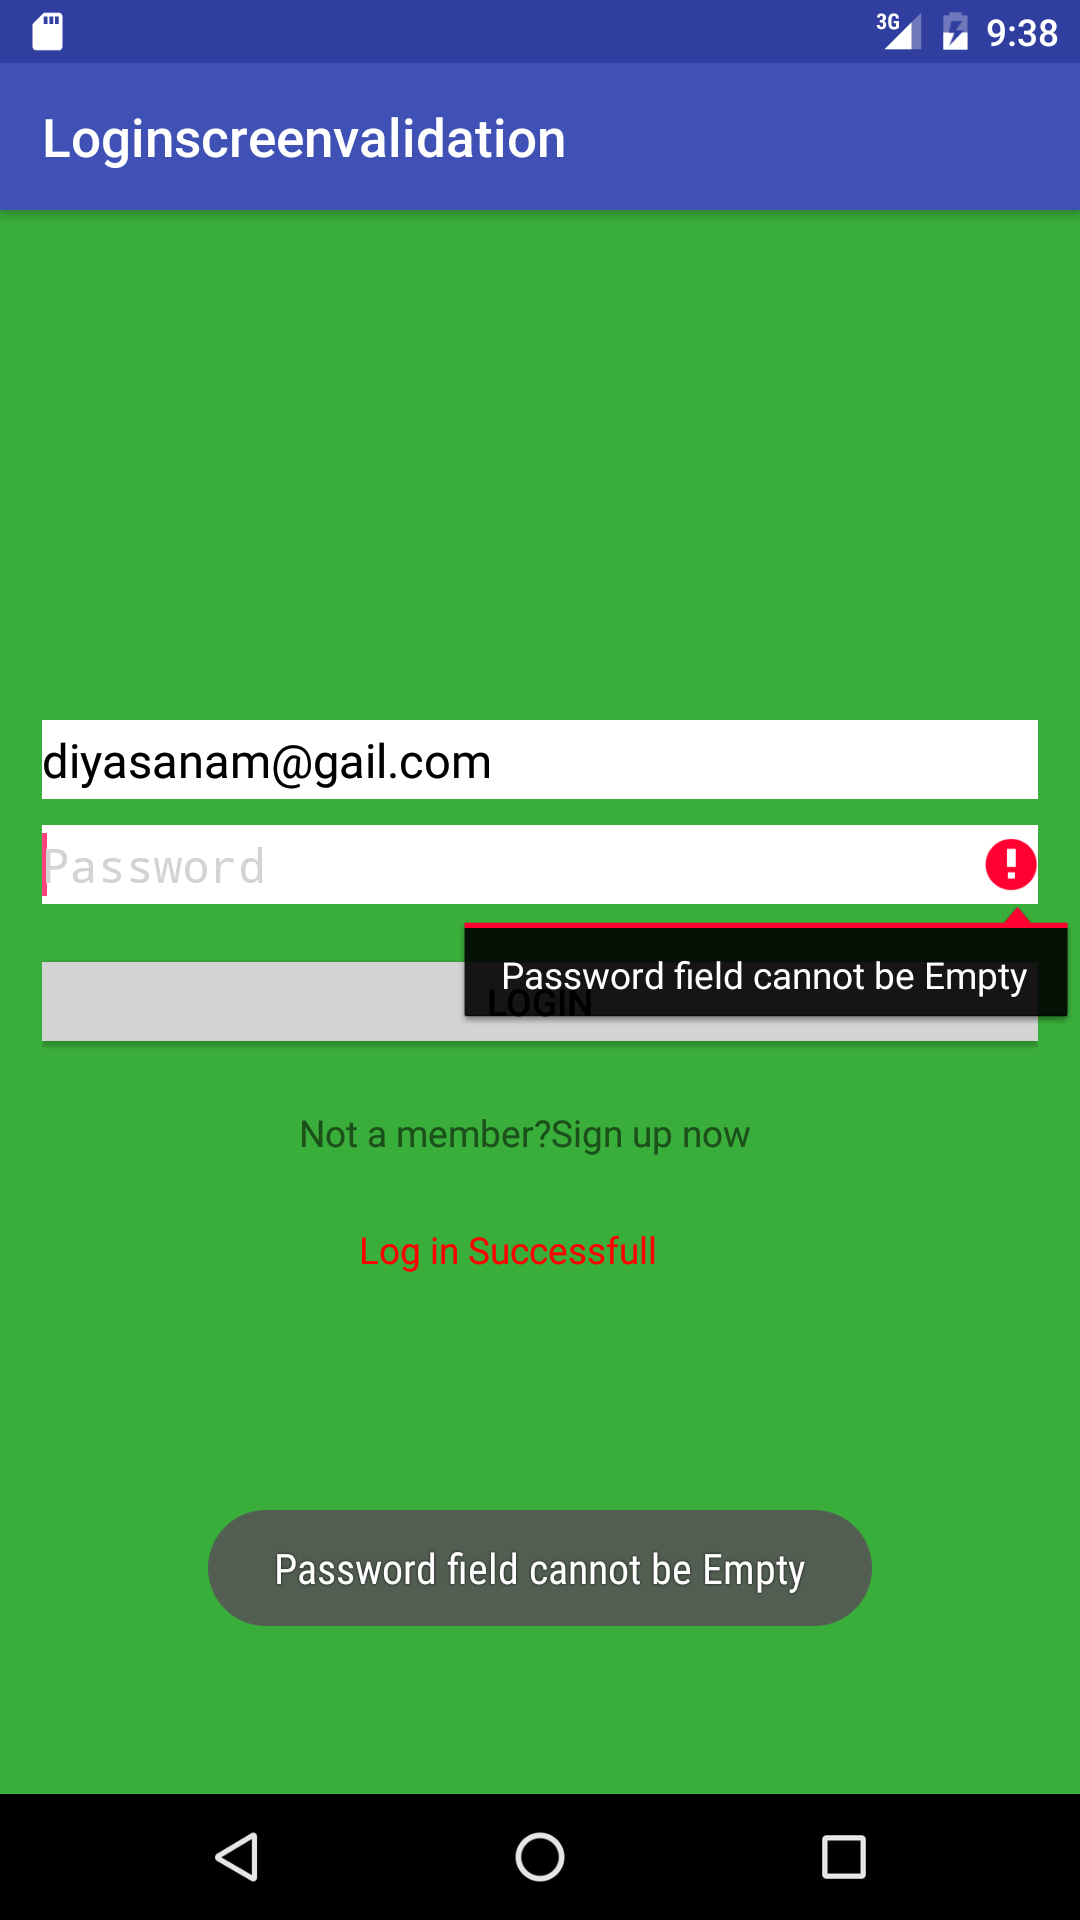 3G 9:38
Loginscreenvalidation
diyasanam@gail.com
Password
Password field cannot be Empty
LOGIN
Not a member?Sign up now
Log in Successfull
Password field cannot be Empty